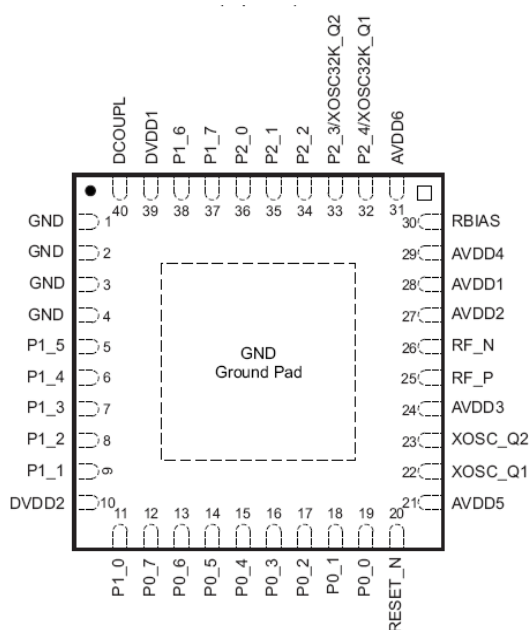 DCOUPL
DVDD1
P1_6
P1_7
P2_0
P2_1
P2_2
P2_3/XOSC32K_Q2
P2_4/XOSC32K_Q1
AVDD6
40
39
38
37
36
35
34
33
32
31
GND 1
GND 2
GND 3
GND 4
P1_5 5
P1_4 6
P1_3 7
P1_2 8
P1_1 9
DVDD2 10
GND
Ground Pad
30 RBIAS
29 AVDD4
28 AVDD1
27 AVDD2
26 RF_N
25 RF_P
24 AVDD3
23 XOSC_Q2
22 XOSC_Q1
21 AVDD5
11
12
13
14
15
16
17
18
19
20
P1_0
P0_7
P0_6
P0_5
P0_4
P0_3
P0_2
P0_1
P0_0
RESET_N